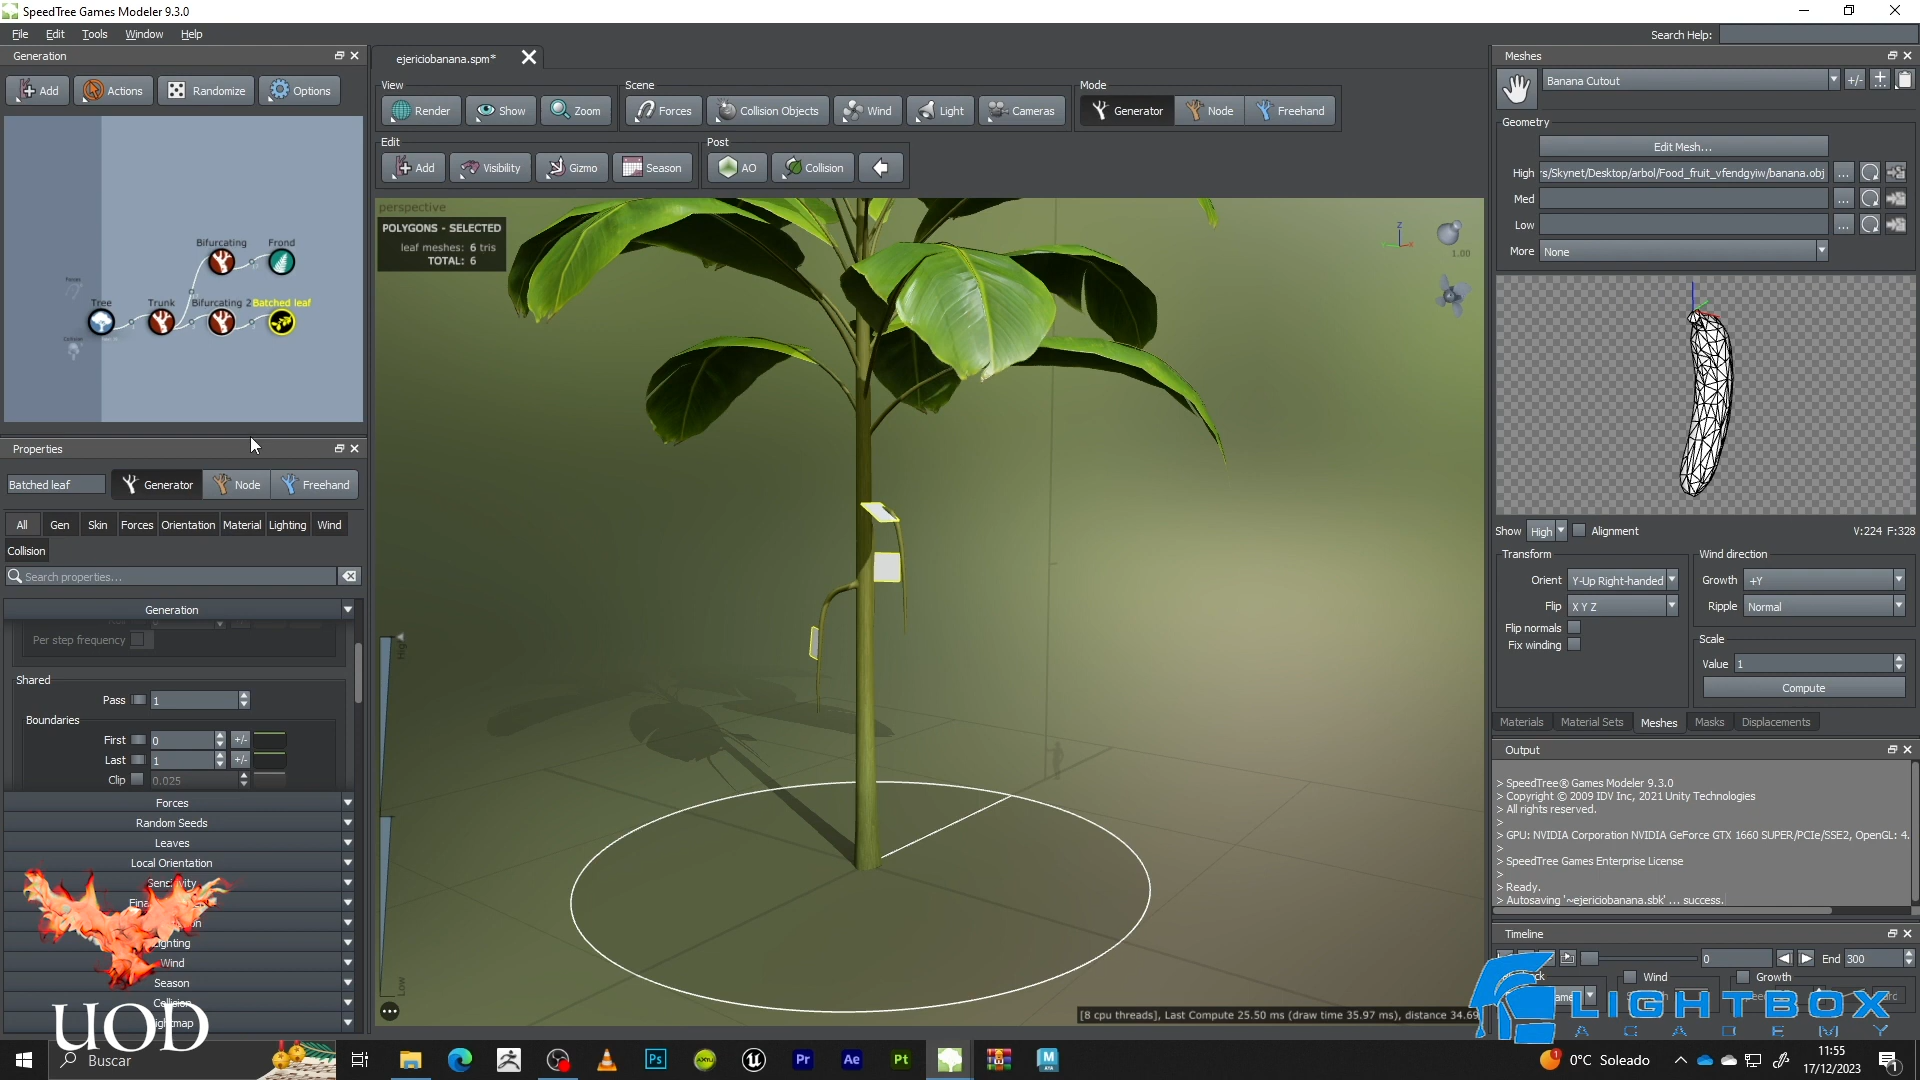 SpeedTree Games Modeler 9.3.0
File Edit Tools Window Help
Search Help:
Generation
Add Actions Randomize Options
Bifurcating Frond
Tree Trunk Bifurcating 2 Batched leaf
ejericiobanana.spm*
View Scene Mode
Render Show Zoom Forces Collision Objects Wind Light Cameras Generator Node Freehand
Edit Post
Add Visibility Gizmo Season AO Collision
perspective
POLYGONS - SELECTED
leaf meshes: 6 tris
TOTAL: 6
Z
1.00
High
Low
[8 cpu threads], Last Compute 25.50 ms (draw time 35.97 ms), distance 34.69
Properties
Batched leaf Generator Node Freehand
All Gen Skin Forces Orientation Material Lighting Wind
Collision
Search properties...
Generation
Per step frequency
Shared
Pass 1
Boundaries
First 0 +/-
Last 1 +/-
Clip 0.025
Forces
Random Seeds
Leaves
Local Orientation
Sensitivity
Lighting
Wind
Season
Collision
UOD
Meshes
Banana Cutout +/-
Geometry
Edit Mesh...
High 's/Skynet/Desktop/arbol/Food_fruit_vfendgyiw/banana.obj ...
Med ...
Low ...
More None
Show High Alignment V:224 F:328
Transform Wind direction
Orient Y-Up Right-handed Growth +Y
Flip X Y Z Ripple Normal
Flip normals
Fix winding
Scale
Value 1
Compute
Materials Material Sets Meshes Masks Displacements
Output
> SpeedTree® Games Modeler 9.3.0
> Copyright © 2009 IDV Inc, 2021 Unity Technologies
> All rights reserved.
>
> GPU: NVIDIA Corporation NVIDIA GeForce GTX 1660 SUPER/PCIe/SSE2, OpenGL: 4.
>
> SpeedTree Games Enterprise License
>
> Ready.
> Autosaving '~ejericiobanana.sbk' ... success.
Timeline
0 End 300
Wind Growth
LIGHTBOX
ACADEMY
Buscar
Ps Pr Ae Pt
0°C Soleado
11:55
17/12/2023